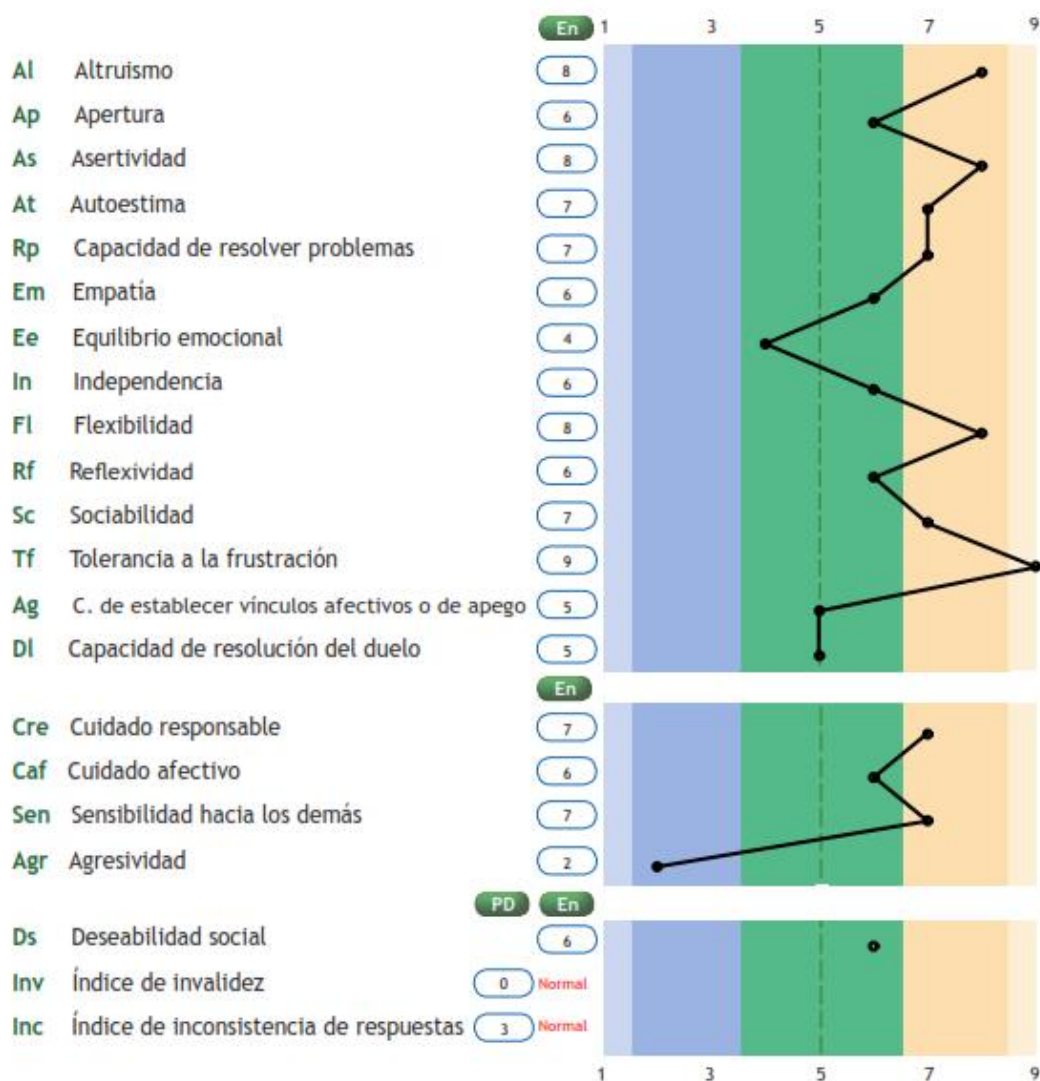 En 1 3 5 7 9
Al Altruismo 8
Ap Apertura 6
As Asertividad 8
At Autoestima 7
Rp Capacidad de resolver problemas 7
Em Empatía 6
Ee Equilibrio emocional 4
In Independencia 6
Fl Flexibilidad 8
Rf Reflexividad 6
Sc Sociabilidad 7
Tf Tolerancia a la frustración 9
Ag C. de establecer vínculos afectivos o de apego 5
Dl Capacidad de resolución del duelo 5
En
Cre Cuidado responsable 7
Caf Cuidado afectivo 6
Sen Sensibilidad hacia los demás 7
Agr Agresividad 2
PD En
Ds Deseabilidad social 6
Inv Índice de invalidez 0 Normal
Inc Índice de inconsistencia de respuestas 3 Normal
1 3 5 7 9